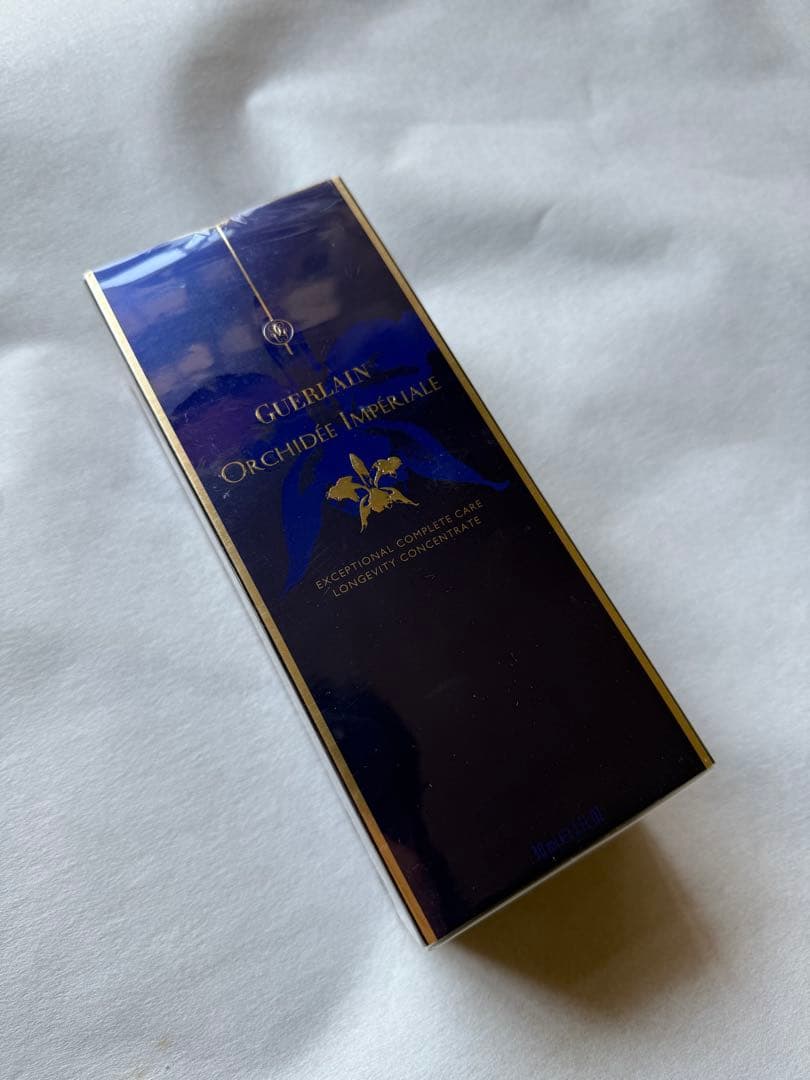 GUERLAIN
ORCHIDÉE IMPÉRIALE
EXCEPTIONAL COMPLETE CARE
LONGEVITY CONCENTRATE